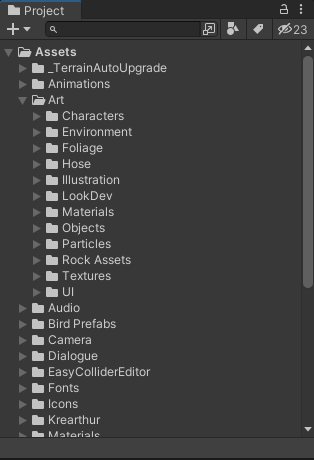 Project
23
Assets
_TerrainAutoUpgrade
Animations
Art
Characters
Environment
Foliage
Hose
Illustration
LookDev
Materials
Objects
Particles
Rock Assets
Textures
UI
Audio
Bird Prefabs
Camera
Dialogue
EasyColliderEditor
Fonts
Icons
Krearthur
Materials